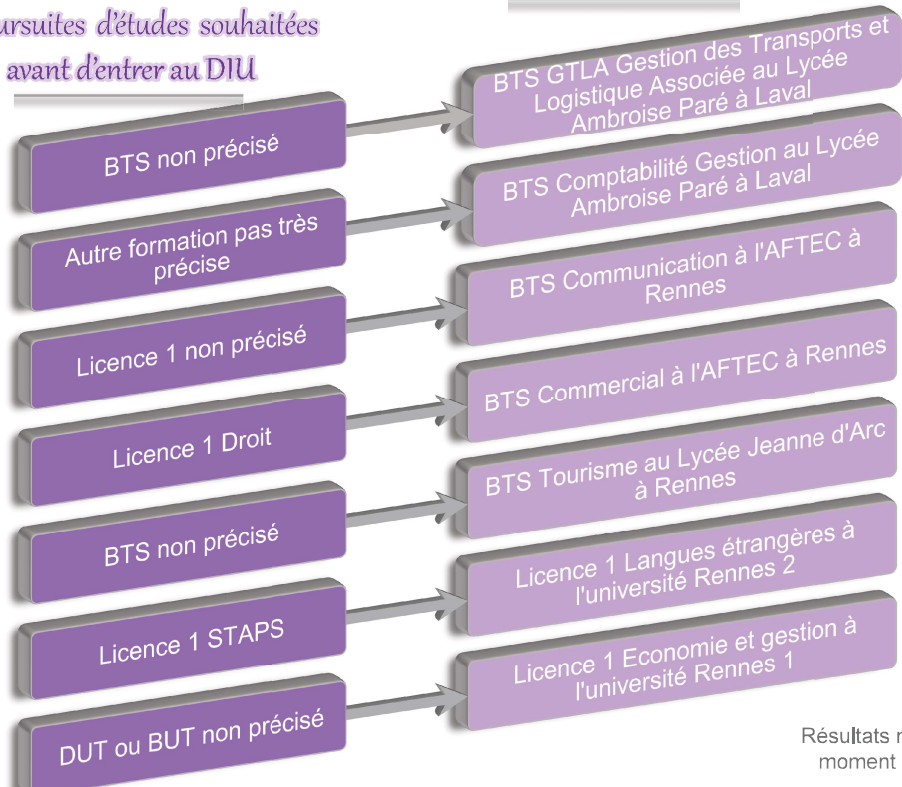 d'études souhaitées
avant d'entrer au DIU
BTS non précisé
BTS GTLA Gestion des Transports et
Logistique Associée au Lycée
Ambroise Paré à Laval
Autre formation pas très
précise
BTS Comptabilité Gestion au Lycée
Ambroise Paré à Laval
Licence 1 non précisé
BTS Communication à l'AFTEC à
Rennes
Licence 1 Droit
BTS Commercial à l'AFTEC à Rennes
BTS non précisé
BTS Tourisme au Lycée Jeanne d'Arc
à Rennes
Licence 1 STAPS
Licence 1 Langues étrangères à
l'université Rennes 2
DUT ou BUT non précisé
Licence 1 Economie et gestion à
l'université Rennes 1
Résultats
moment